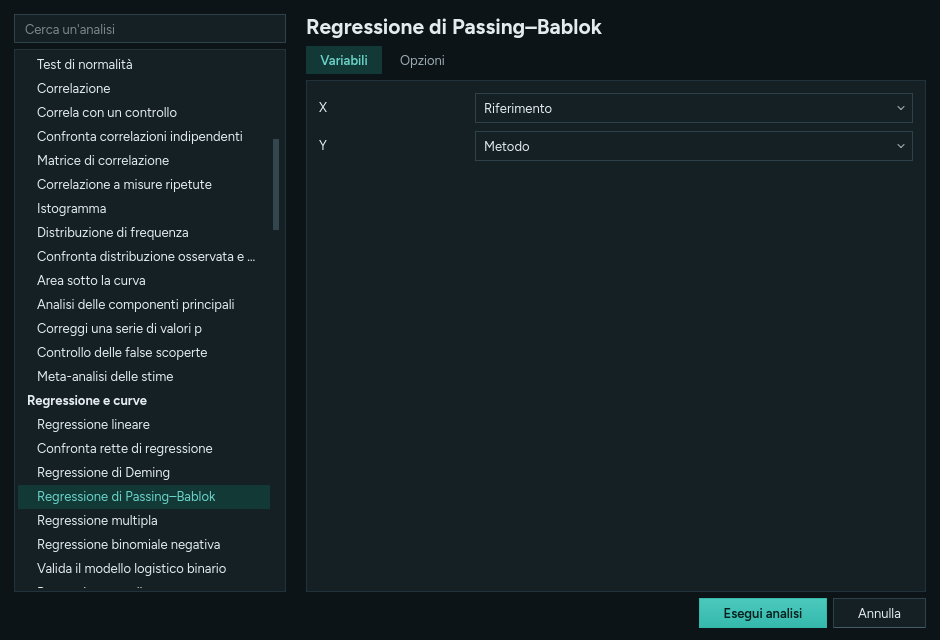 Cerca un'analisi
Test di normalità
Correlazione
Correla con un controllo
Confronta correlazioni indipendenti
Matrice di correlazione
Correlazione a misure ripetute
Istogramma
Distribuzione di frequenza
Confronta distribuzione osservata e ...
Area sotto la curva
Analisi delle componenti principali
Correggi una serie di valori p
Controllo delle false scoperte
Meta-analisi delle stime
Regressione e curve
Regressione lineare
Confronta rette di regressione
Regressione di Deming
Regressione di Passing–Bablok
Regressione multipla
Regressione binomiale negativa
Valida il modello logistico binario
Regressione di Passing–Bablok
Variabili
Opzioni
X
Riferimento
Y
Metodo
Esegui analisi
Annulla